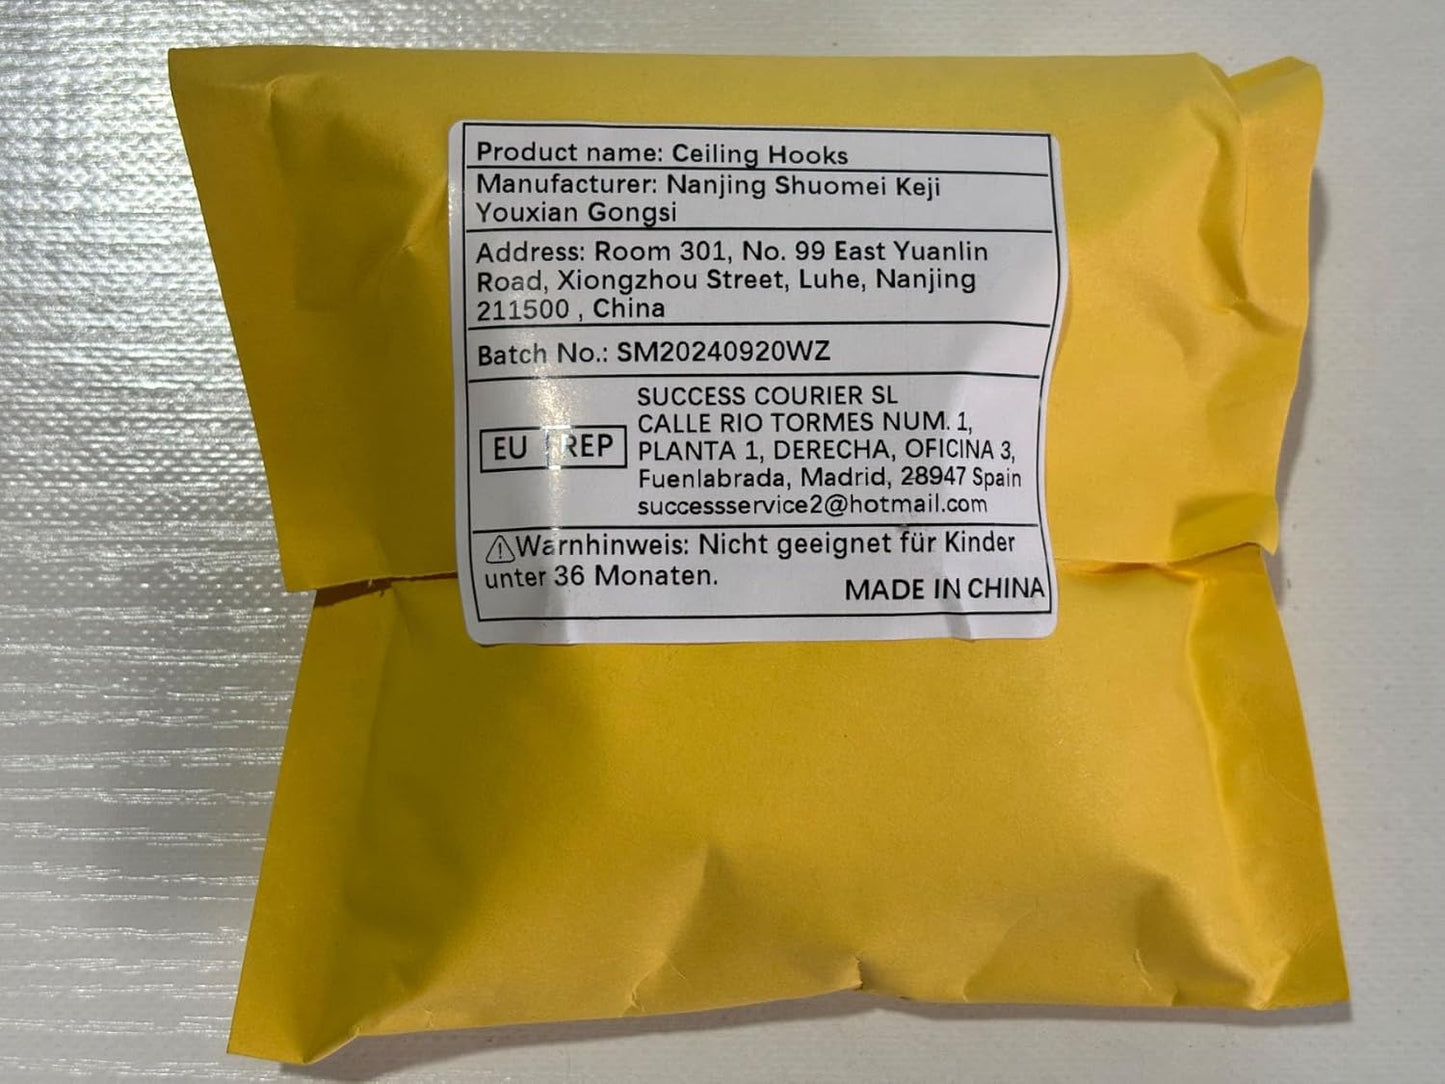 Product name: Ceiling Hooks
Manufacturer: Nanjing Shuomei Keji
Youxian Gongsi
Address: Room 301, No. 99 East Yuanlin
Road, Xiongzhou Street, Luhe, Nanjing
211500 , China
Batch No.: SM20240920WZ
EU REP
SUCCESS COURIER SL
CALLE RIO TORMES NUM. 1,
PLANTA 1, DERECHA, OFICINA 3,
Fuenlabrada, Madrid, 28947 Spain
successservice2@hotmail.com
⚠Warnhinweis: Nicht geeignet für Kinder
unter 36 Monaten.
MADE IN CHINA